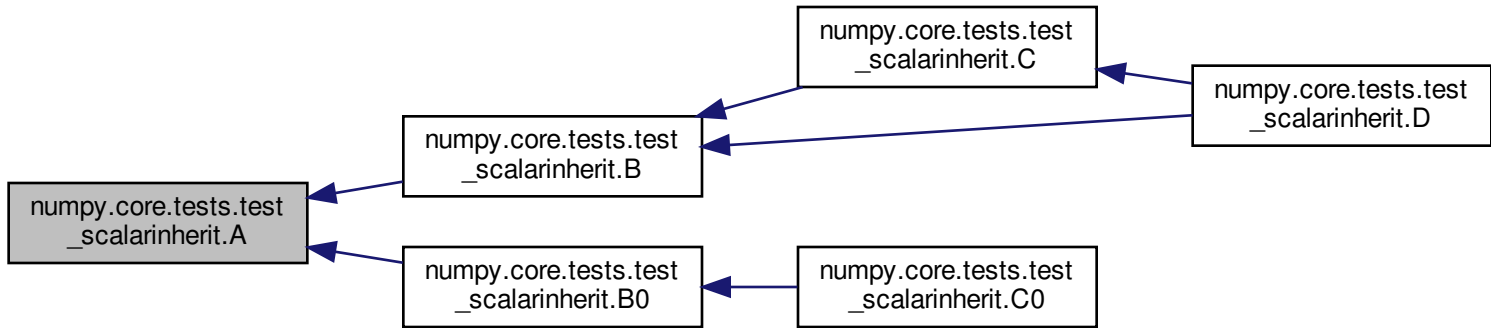 numpy.core.tests.test
_scalarinherit.A
numpy.core.tests.test
_scalarinherit.B
numpy.core.tests.test
_scalarinherit.B0
numpy.core.tests.test
_scalarinherit.C
numpy.core.tests.test
_scalarinherit.C0
numpy.core.tests.test
_scalarinherit.D